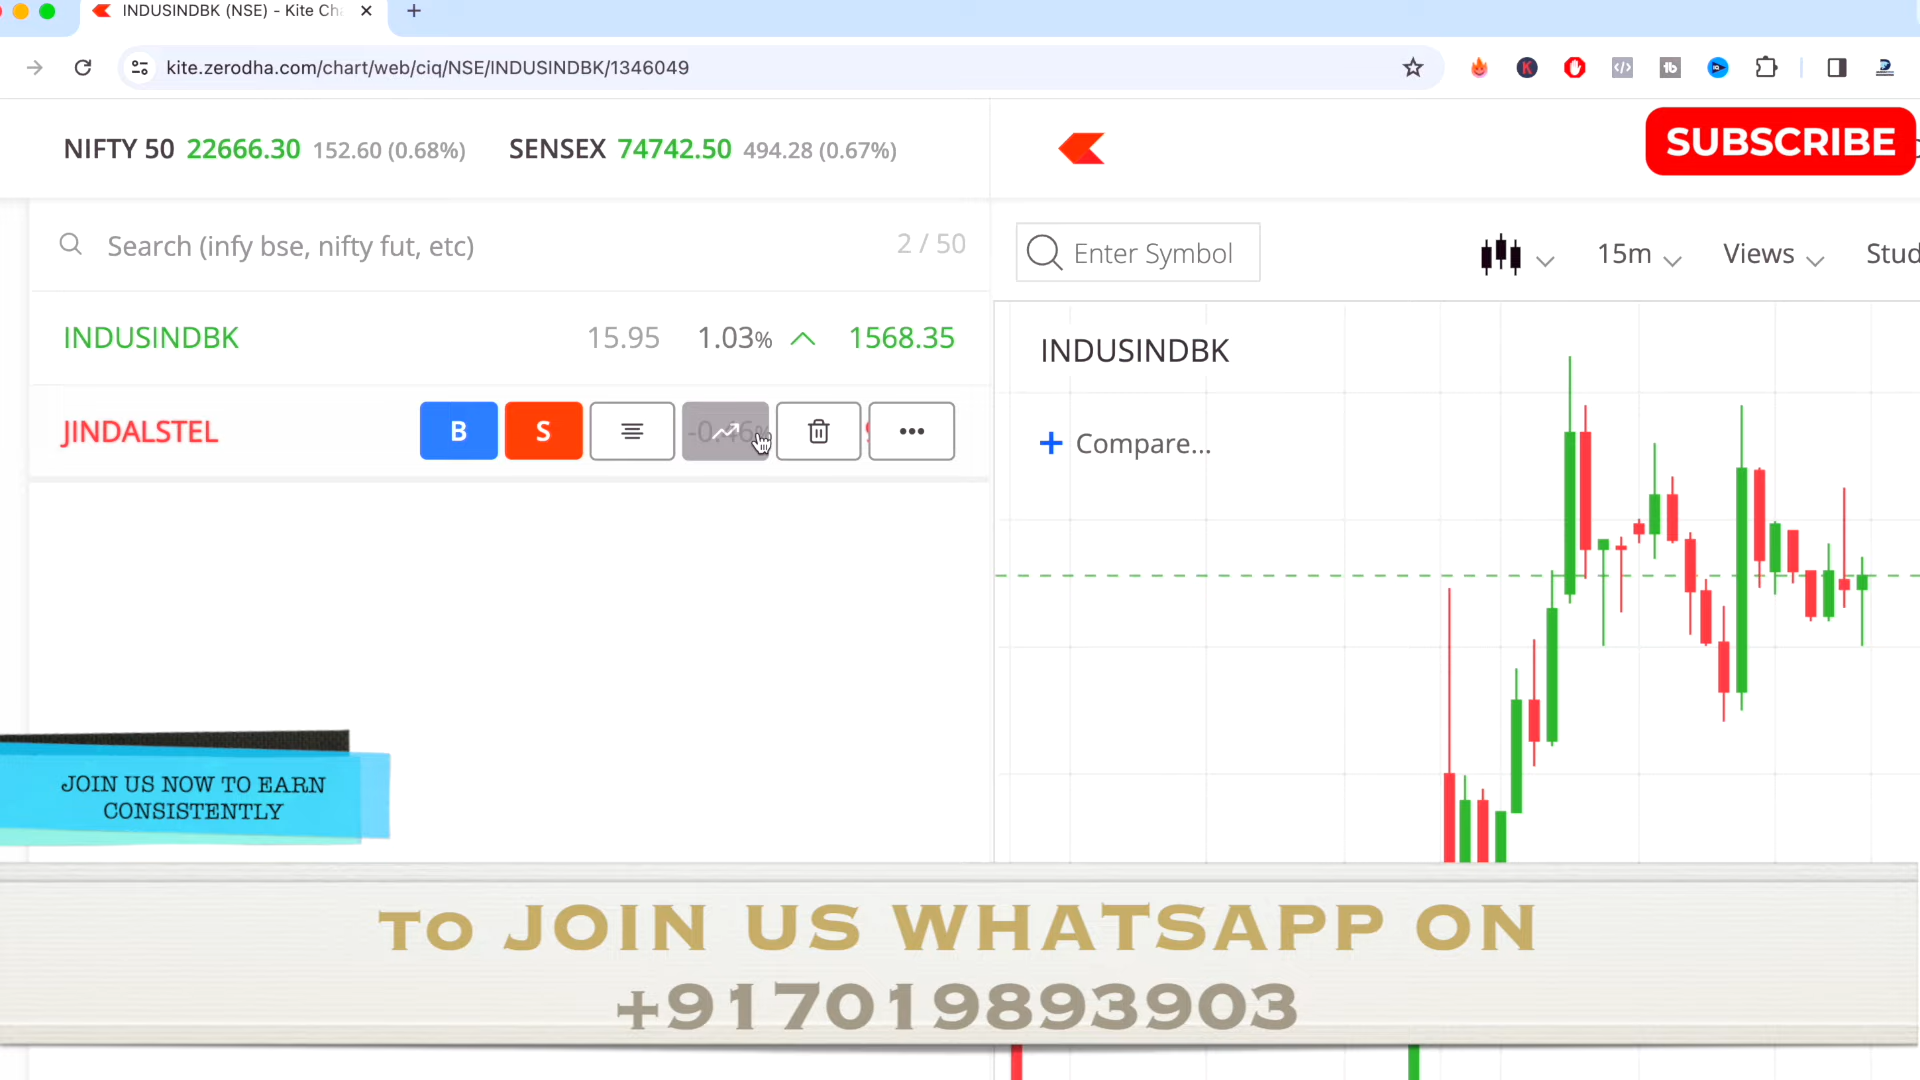 INDUSINDBK (NSE) - Kite Ch
kite.zerodha.com/chart/web/ciq/NSE/INDUSINDBK/1346049
NIFTY 50 22666.30 152.60 (0.68%) SENSEX 74742.50 494.28 (0.67%)
SUBSCRIBE
Search (infy bse, nifty fut, etc) 2 / 50
Enter Symbol 15m Views Stud
INDUSINDBK 15.95 1.03% 1568.35
INDUSINDBK
JINDALSTEL B S -0.46%
+ Compare...
JOIN US NOW TO EARN
CONSISTENTLY
To JOIN US WHATSAPP ON
+917019893903